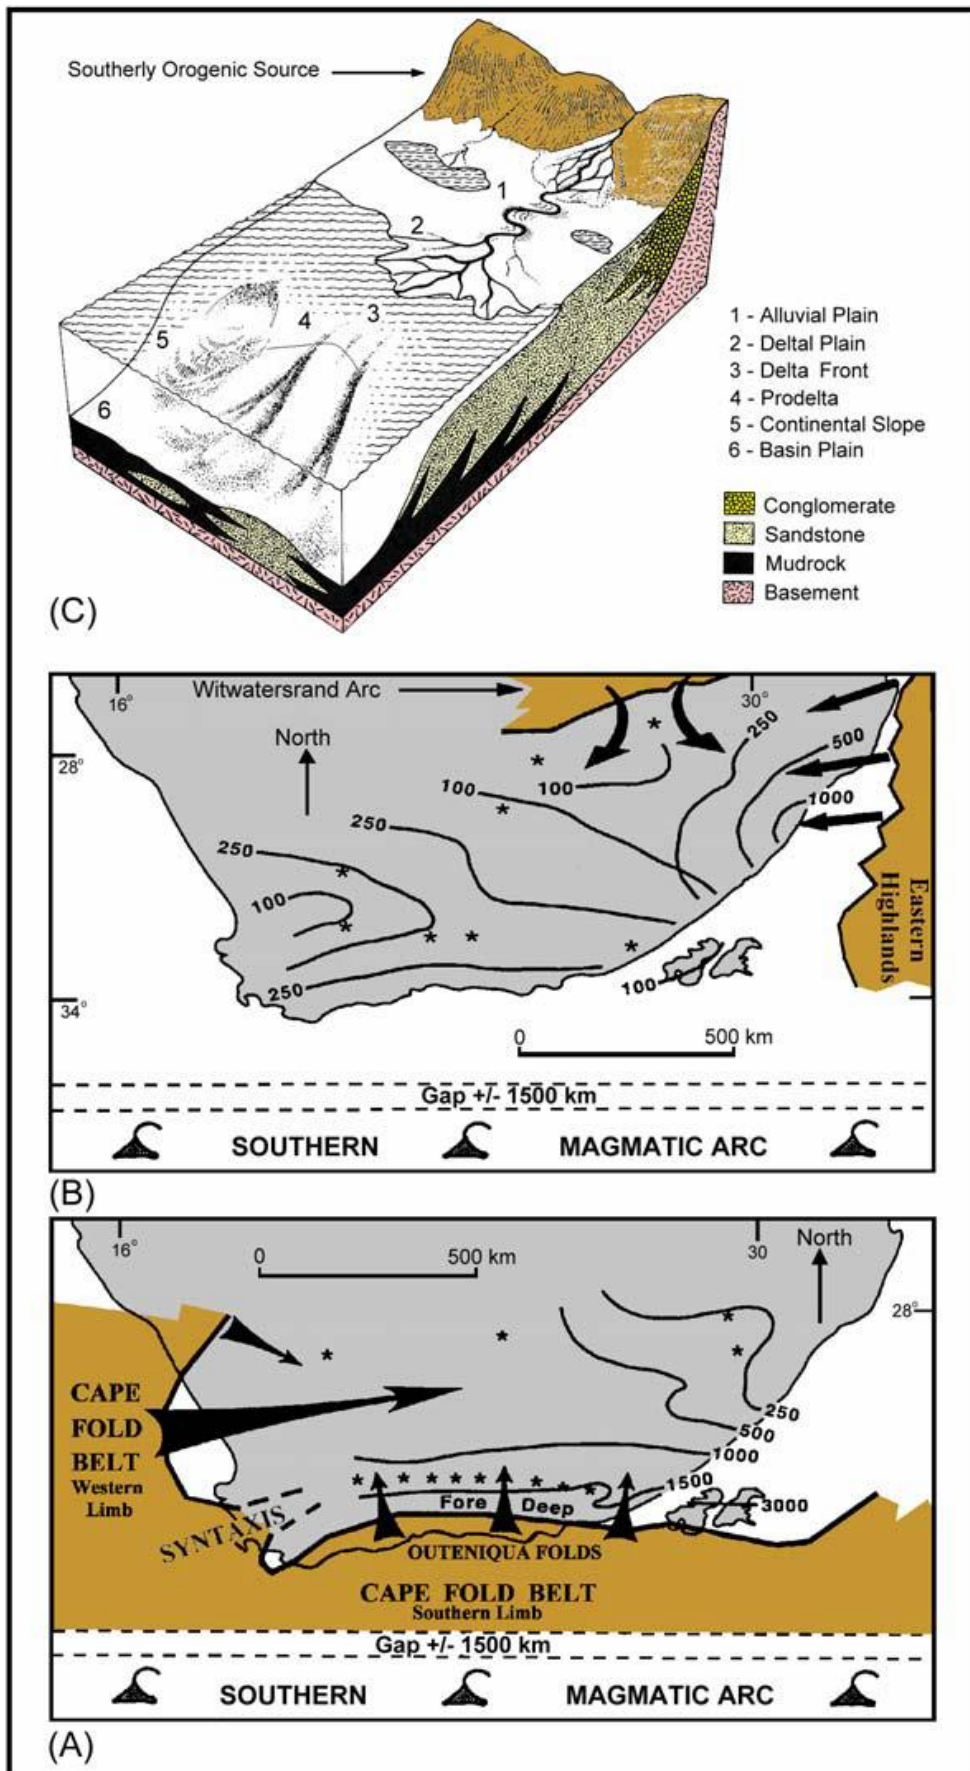 Southerly Orogenic Source
1
2
3
4
5
6
1 - Alluvial Plain
2 - Deltal Plain
3 - Delta Front
4 - Prodelta
5 - Continental Slope
6 - Basin Plain
Conglomerate
Sandstone
Mudrock
Basement
(C)
16°
Witwatersrand Arc
30°
North
28°
250
500
1000
100
100
250
250
100
250
100
Eastern
Highlands
34°
0 500 km
Gap +/- 1500 km
SOUTHERN MAGMATIC ARC
(B)
16°
0 500 km
30
North
28°
CAPE
FOLD
BELT
Western
Limb
250
500
1000
1500
3000
Fore Deep
SYNTAXIS
OUTENIQUA FOLDS
CAPE FOLD BELT
Southern Limb
Gap +/- 1500 km
SOUTHERN MAGMATIC ARC
(A)